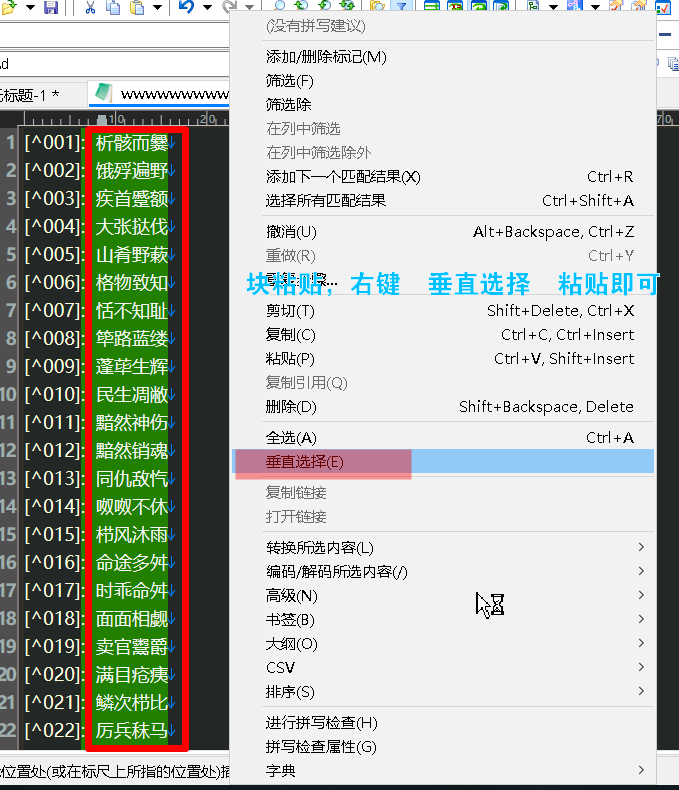 (没有拼写建议)
d
添加/删除标记(M)
筛选(F)
无标题-1 *
wwwwwwwwww
筛选除
10
20
70
在列中筛选
1 [^001]: 析骸而爨↓
在列中筛选除外
2 [^002]: 饿殍遍野↓
添加下一个匹配结果(X) Ctrl+R
3 [^003]: 疾首蹙额↓
选择所有匹配结果 Ctrl+Shift+A
4 [^004]: 大张挞伐↓
撤消(U) Alt+Backspace, Ctrl+Z
5 [^005]: 山肴野蔌↓
重做(R) Ctrl+Y
6 [^006]: 格物致知↓
块粘贴，右键 垂直选择 粘贴即可
7 [^007]: 恬不知耻↓
剪切(T) Shift+Delete, Ctrl+X
8 [^008]: 筚路蓝缕↓
复制(C) Ctrl+C, Ctrl+Insert
9 [^009]: 蓬荜生辉↓
粘贴(P) Ctrl+V, Shift+Insert
复制引用(Q)
10 [^010]: 民生凋敝↓
删除(D) Shift+Backspace, Delete
11 [^011]: 黯然神伤↓
全选(A) Ctrl+A
12 [^012]: 黯然销魂↓
垂直选择(E)
13 [^013]: 同仇敌忾↓
复制链接
14 [^014]: 呶呶不休↓
打开链接
15 [^015]: 栉风沐雨↓
转换所选内容(L)
16 [^016]: 命途多舛↓
编码/解码所选内容(/)
17 [^017]: 时乖命舛↓
高级(N)
18 [^018]: 面面相觑↓
书签(B)
19 [^019]: 卖官鬻爵↓
大纲(O)
20 [^020]: 满目疮痍↓
CSV
21 [^021]: 鳞次栉比↓
排序(S)
22 [^022]: 厉兵秣马↓
进行拼写检查(H)
拼写检查属性(G)
位置处(或在标尺上所指的位置处)插
字典